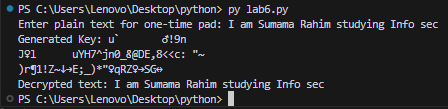 PS C:\Users\Lenovo\Desktop\python> py lab6.py
Enter plain text for one-time pad: I am Sumama Rahim studying Info sec
Generated Key: u`      ♂!9n
J♀l     uYH7^jn0_&@DE,8<<c: "~
)r¶1!Z~↓→E;_)*"♀qRZ♀→SG↔
Decrypted text: I am Sumama Rahim studying Info sec
PS C:\Users\Lenovo\Desktop\python>